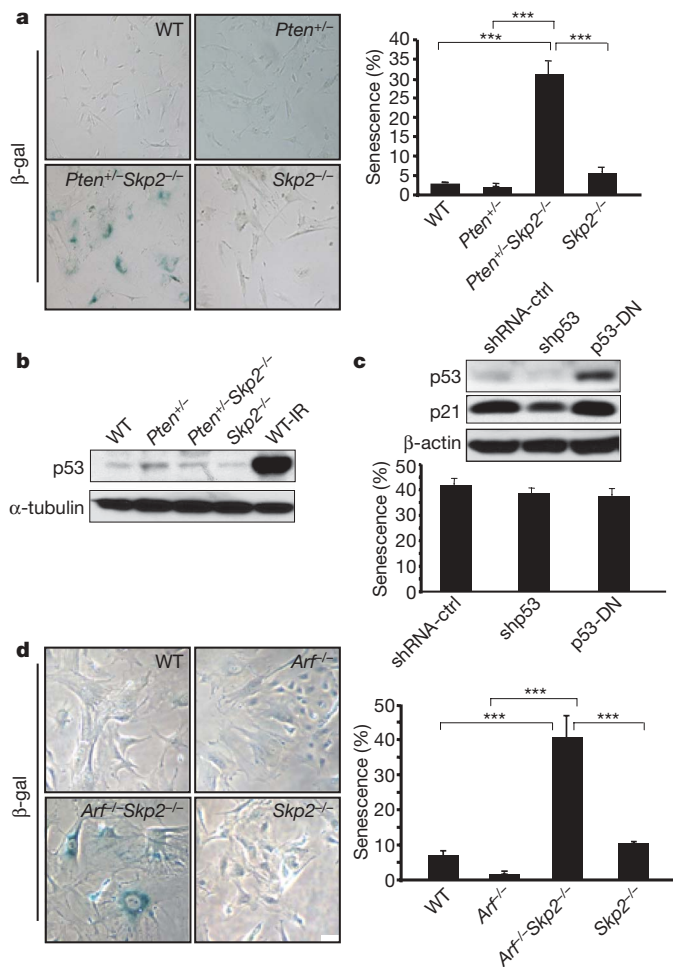 a
WT
Pten+/–
Pten+/–Skp2–/–
Skp2–/–
β-gal
Senescence (%)
40
35
30
25
20
15
10
5
0
***
***
***
WT
Pten+/–
Pten+/–Skp2–/–
Skp2–/–
b
WT
Pten+/–
Pten+/–Skp2–/–
Skp2–/–
WT-IR
p53
α-tubulin
c
shRNA-ctrl
shp53
p53-DN
p53
p21
β-actin
Senescence (%)
50
40
30
20
10
0
shRNA-ctrl
shp53
p53-DN
d
WT
Arf–/–
Arf–/–Skp2–/–
Skp2–/–
β-gal
Senescence (%)
50
40
30
20
10
0
***
***
***
WT
Arf–/–
Arf–/–Skp2–/–
Skp2–/–